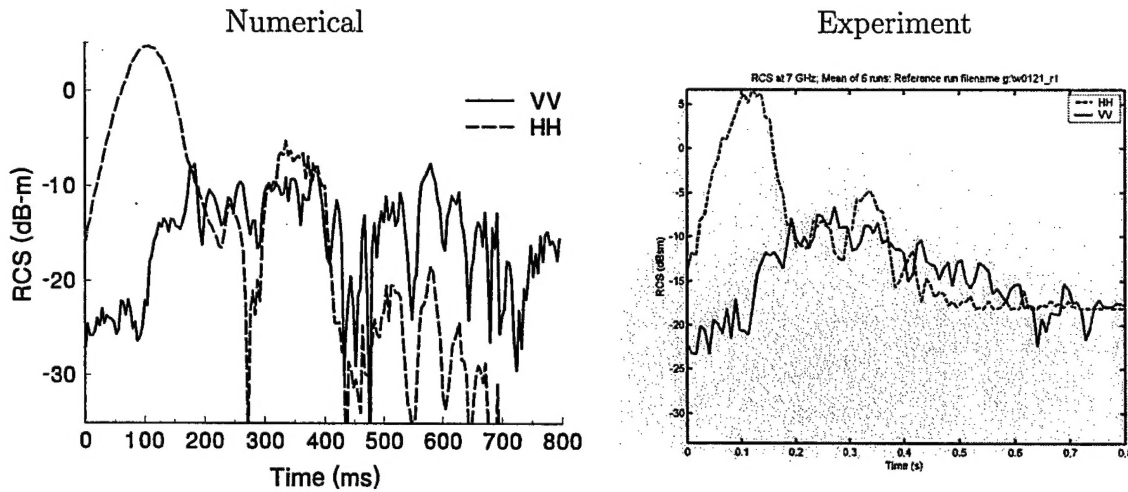 Numerical
0
-10
-20
-30
RCS (dB-m)
VV
HH
0 100 200 300 400 500 600 700 800
Time (ms)
Experiment
RCS at 7 GHz; Mean of 6 runs: Reference run filename g:\w0121_r1
5
0
-5
-10
-15
-20
-25
-30
RCS (dBsm)
HH
VV
0 0.1 0.2 0.3 0.4 0.5 0.6 0.7 0.8
Time (s)